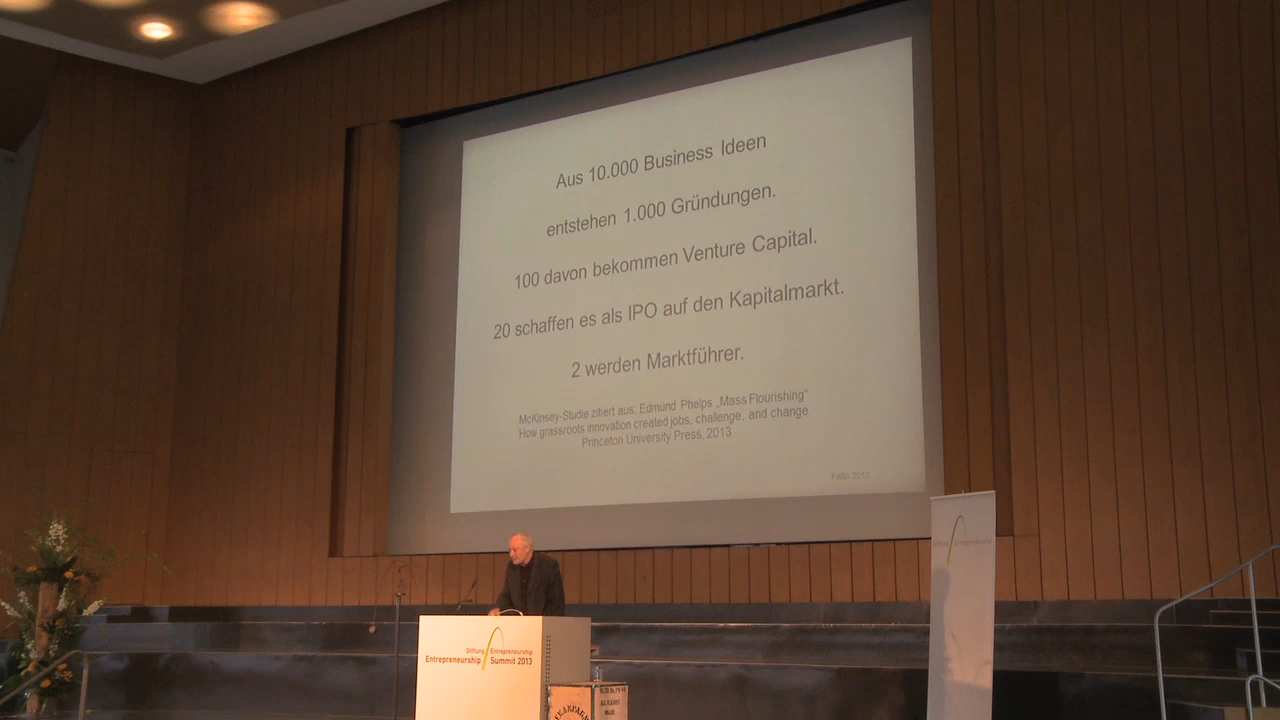 Aus 10.000 Business Ideen
entstehen 1.000 Gründungen.
100 davon bekommen Venture Capital.
20 schaffen es als IPO auf den Kapitalmarkt.
2 werden Marktführer.
McKinsey-Studie zitiert aus: Edmund Phelps „Mass Flourishing“
How grassroots innovation created jobs, challenge, and change
Princeton University Press, 2013
Faltin 2013
Stiftung Entrepreneurship
Stiftung Entrepreneurship
Entrepreneurship Summit 2013